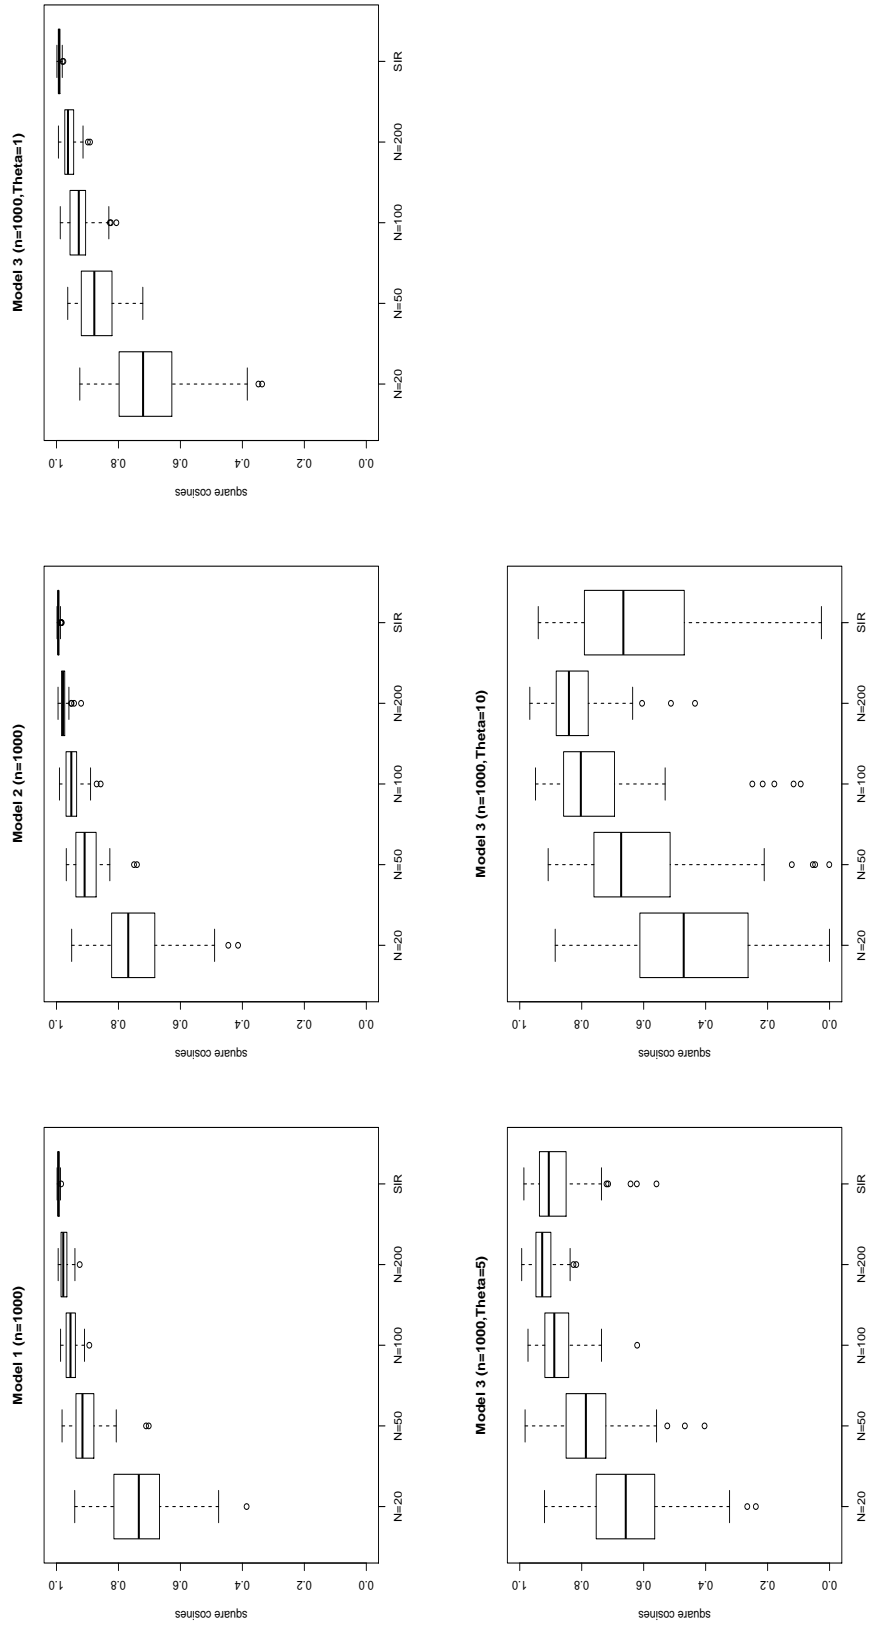 Model 1 (n=1000)
square cosines
0.0 0.2 0.4 0.6 0.8 1.0
N=20 N=50 N=100 N=200 SIR
Model 2 (n=1000)
square cosines
0.0 0.2 0.4 0.6 0.8 1.0
N=20 N=50 N=100 N=200 SIR
Model 3 (n=1000,Theta=1)
square cosines
0.0 0.2 0.4 0.6 0.8 1.0
N=20 N=50 N=100 N=200 SIR
Model 3 (n=1000,Theta=5)
square cosines
0.0 0.2 0.4 0.6 0.8 1.0
N=20 N=50 N=100 N=200 SIR
Model 3 (n=1000,Theta=10)
square cosines
0.0 0.2 0.4 0.6 0.8 1.0
N=20 N=50 N=100 N=200 SIR